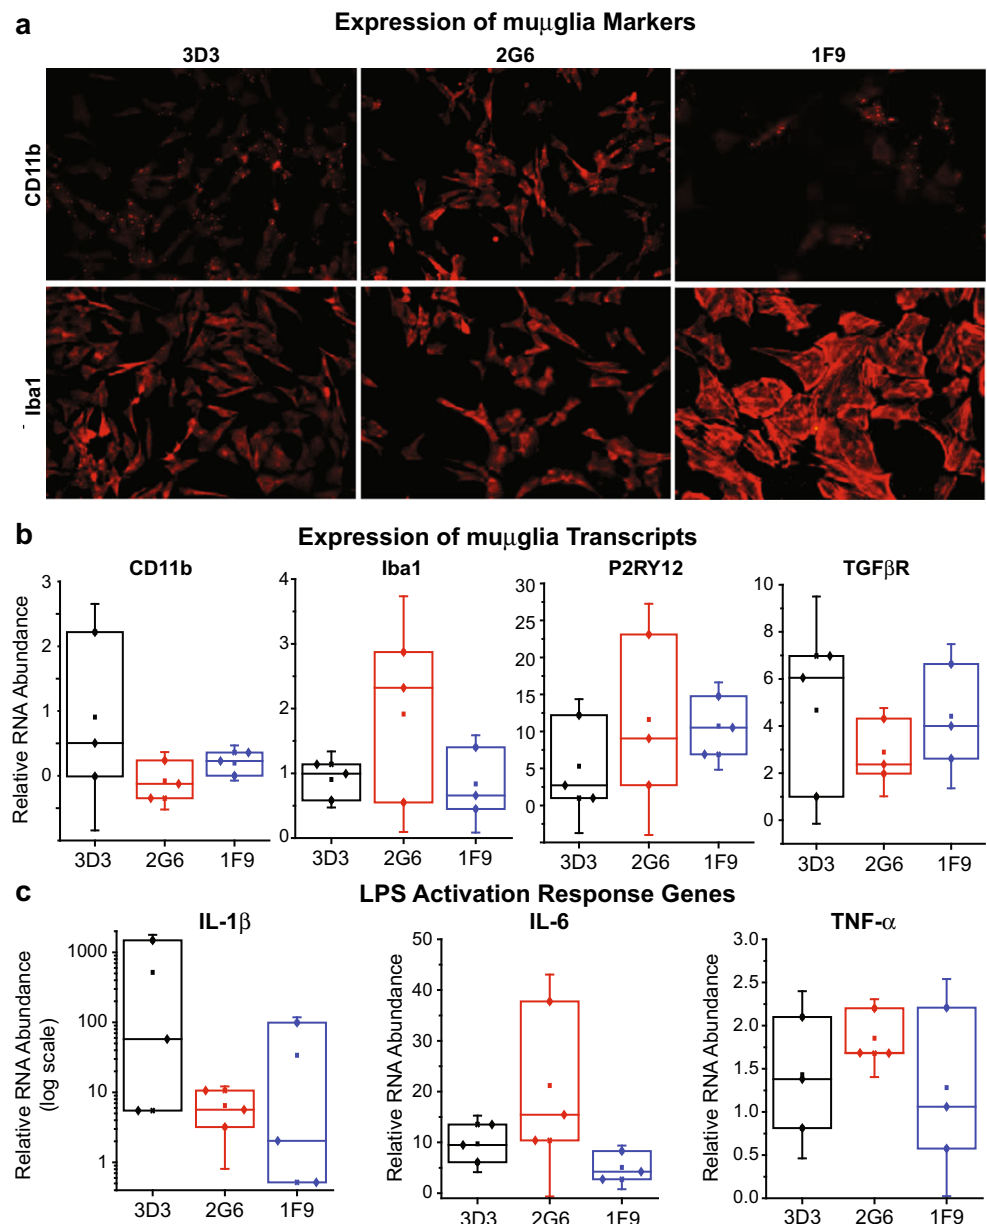 a
Expression of muμglia Markers
3D3 2G6 1F9
CD11b
Iba1
b
Expression of muμglia Transcripts
CD11b Iba1 P2RY12 TGFβR
Relative RNA Abundance
3
2
1
0
4
3
2
1
0
30
25
20
15
10
5
0
10
8
6
4
2
0
3D3 2G6 1F9 3D3 2G6 1F9 3D3 2G6 1F9 3D3 2G6 1F9
c
LPS Activation Response Genes
IL-1β IL-6 TNF-α
Relative RNA Abundance
(log scale)
1000
100
10
1
Relative RNA Abundance
50
40
30
20
10
0
Relative RNA Abundance
3.0
2.5
2.0
1.5
1.0
0.5
0.0
3D3 2G6 1F9 3D3 2G6 1F9 3D3 2G6 1F9